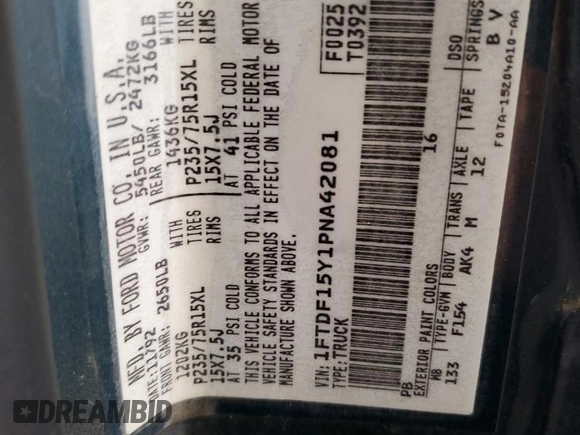 MFD. BY FORD MOTOR CO. IN U.S.A.
DATE: 11/92 GVWR: 5450LB/ 2472KG
FRONT GAWR: 2650LB REAR GAWR: 3166LB
1202KG 1436KG
P235/75R15XL TIRES P235/75R15XL TIRES
15X7.5J RIMS 15X7.5J RIMS
AT 35 PSI COLD AT 41 PSI COLD
THIS VEHICLE CONFORMS TO ALL APPLICABLE FEDERAL MOTOR
VEHICLE SAFETY STANDARDS IN EFFECT ON THE DATE OF
MANUFACTURE SHOWN ABOVE.
VIN: 1FTDF15Y1PNA42081 F0025
TYPE: TRUCK T0392
PB 16
EXTERIOR PAINT COLORS DSO
WB TYPE-GVW BODY TRANS AXLE TAPE SPRINGS
133 F154 AK4 M 12 B V
F0TA-15204A10-AA
DREAMBID